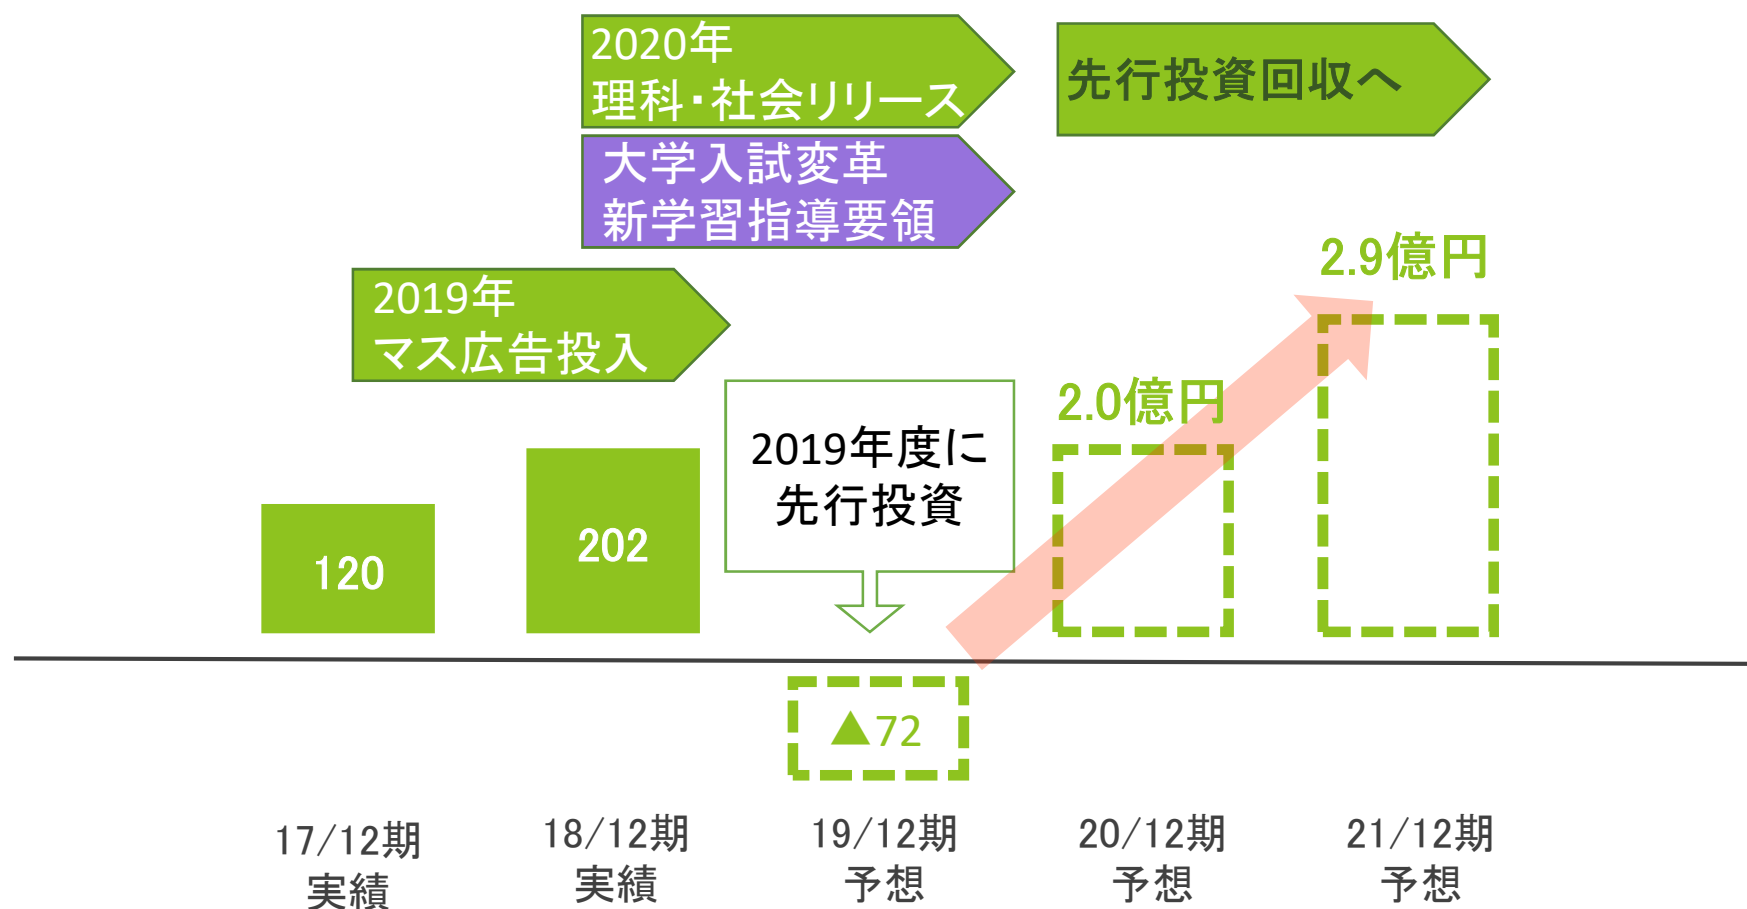 2020年
理科・社会リリース
先行投資回収へ
大学入試変革
新学習指導要領
2019年
マス広告投入
2.9億円
2.0億円
2019年度に
先行投資
120
202
▲72
17/12期
実績
18/12期
実績
19/12期
予想
20/12期
予想
21/12期
予想